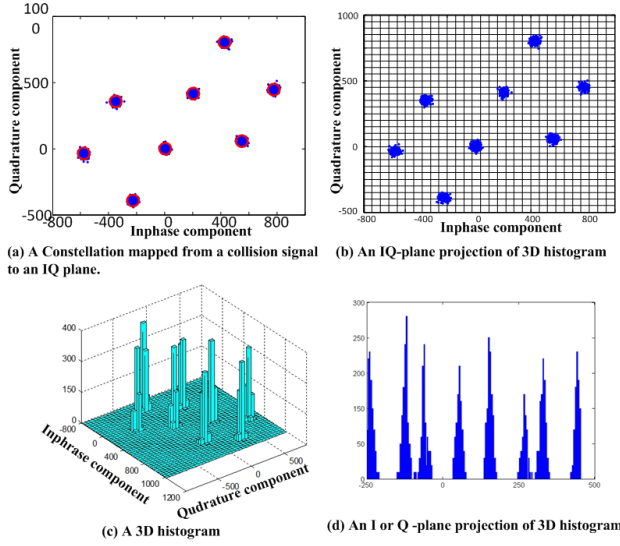 100
0
500
0
-500
-800 -400 0 400 800
Quadrature component
Inphase component
(a) A Constellation mapped from a collision signal
to an IQ plane.
1000
500
0
-500
-800 -400 0 400 800
Quadrature component
Inphase component
(b) An IQ-plane projection of 3D histogram
400
300
150
0
-800
0
400
800
1000
1200
-500
0
500
Inphrase component
Qudrature component
(c) A 3D histogram
300
250
200
150
100
50
0
-250 0 250 500
(d) An I or Q -plane projection of 3D histogram